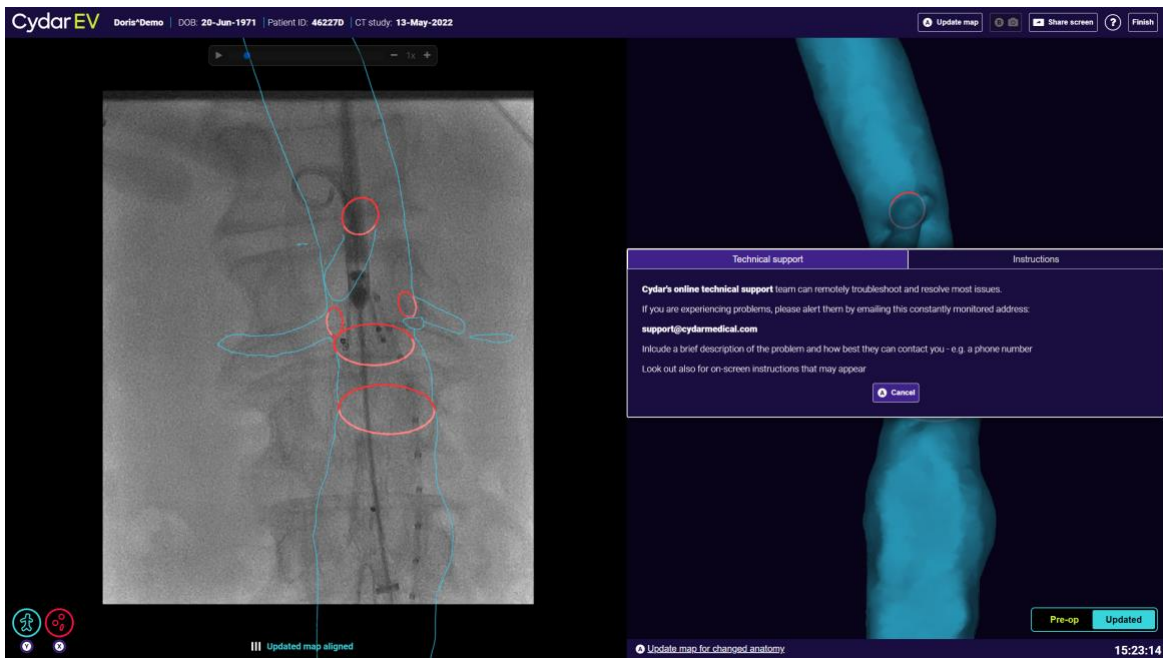 Cydar EV Doris^Demo DOB: 20-Jun-1971 Patient ID: 46227D CT study: 13-May-2022 A Update map Share screen ? Finish
1x
Technical support Instructions
Cydar's online technical support team can remotely troubleshoot and resolve most issues.
If you are experiencing problems, please alert them by emailing this constantly monitored address:
support@cydarmedical.com
Inlcude a brief description of the problem and how best they can contact you - e.g. a phone number
Look out also for on-screen instructions that may appear
A Cancel
Pre-op Updated
Y X
Updated map aligned
A Update map for changed anatomy 15:23:14